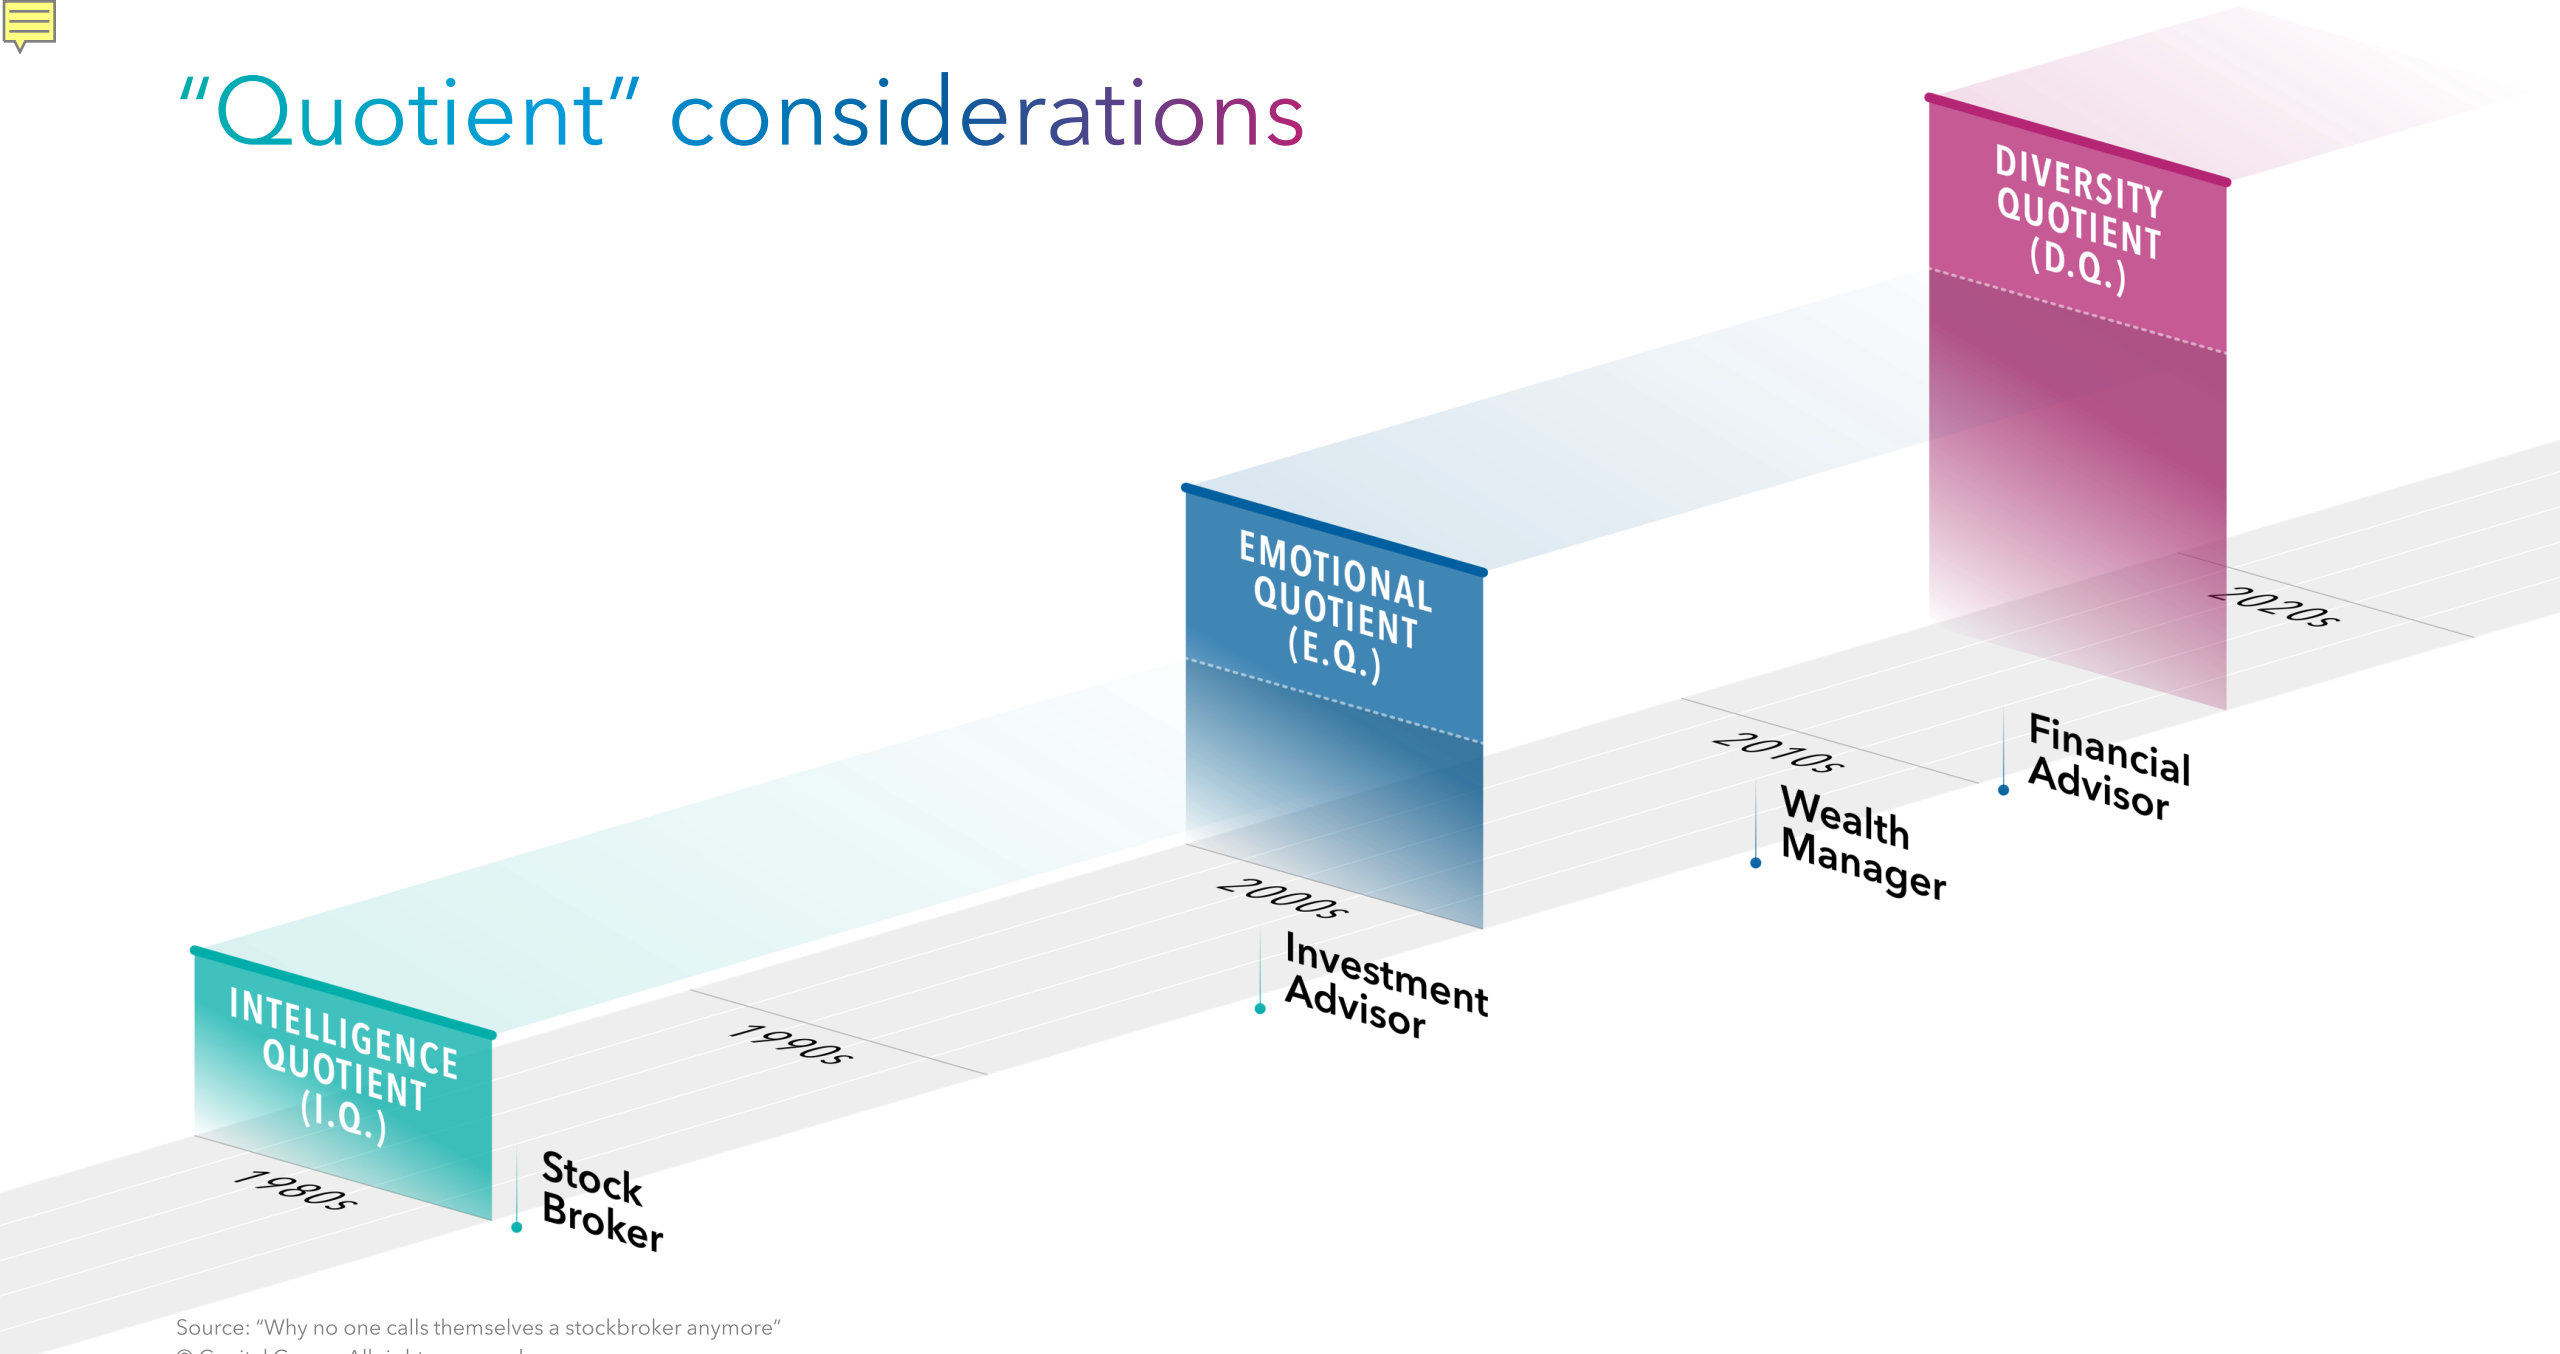 “Quotient” considerations
DIVERSITY
QUOTIENT
(D.Q.)
EMOTIONAL
QUOTIENT
(E.Q.)
INTELLIGENCE
QUOTIENT
(I.Q.)
1980s
Stock
Broker
1990s
2000s
Investment
Advisor
2010s
Wealth
Manager
Financial
Advisor
2020s
Source: “Why no one calls themselves a stockbroker anymore”